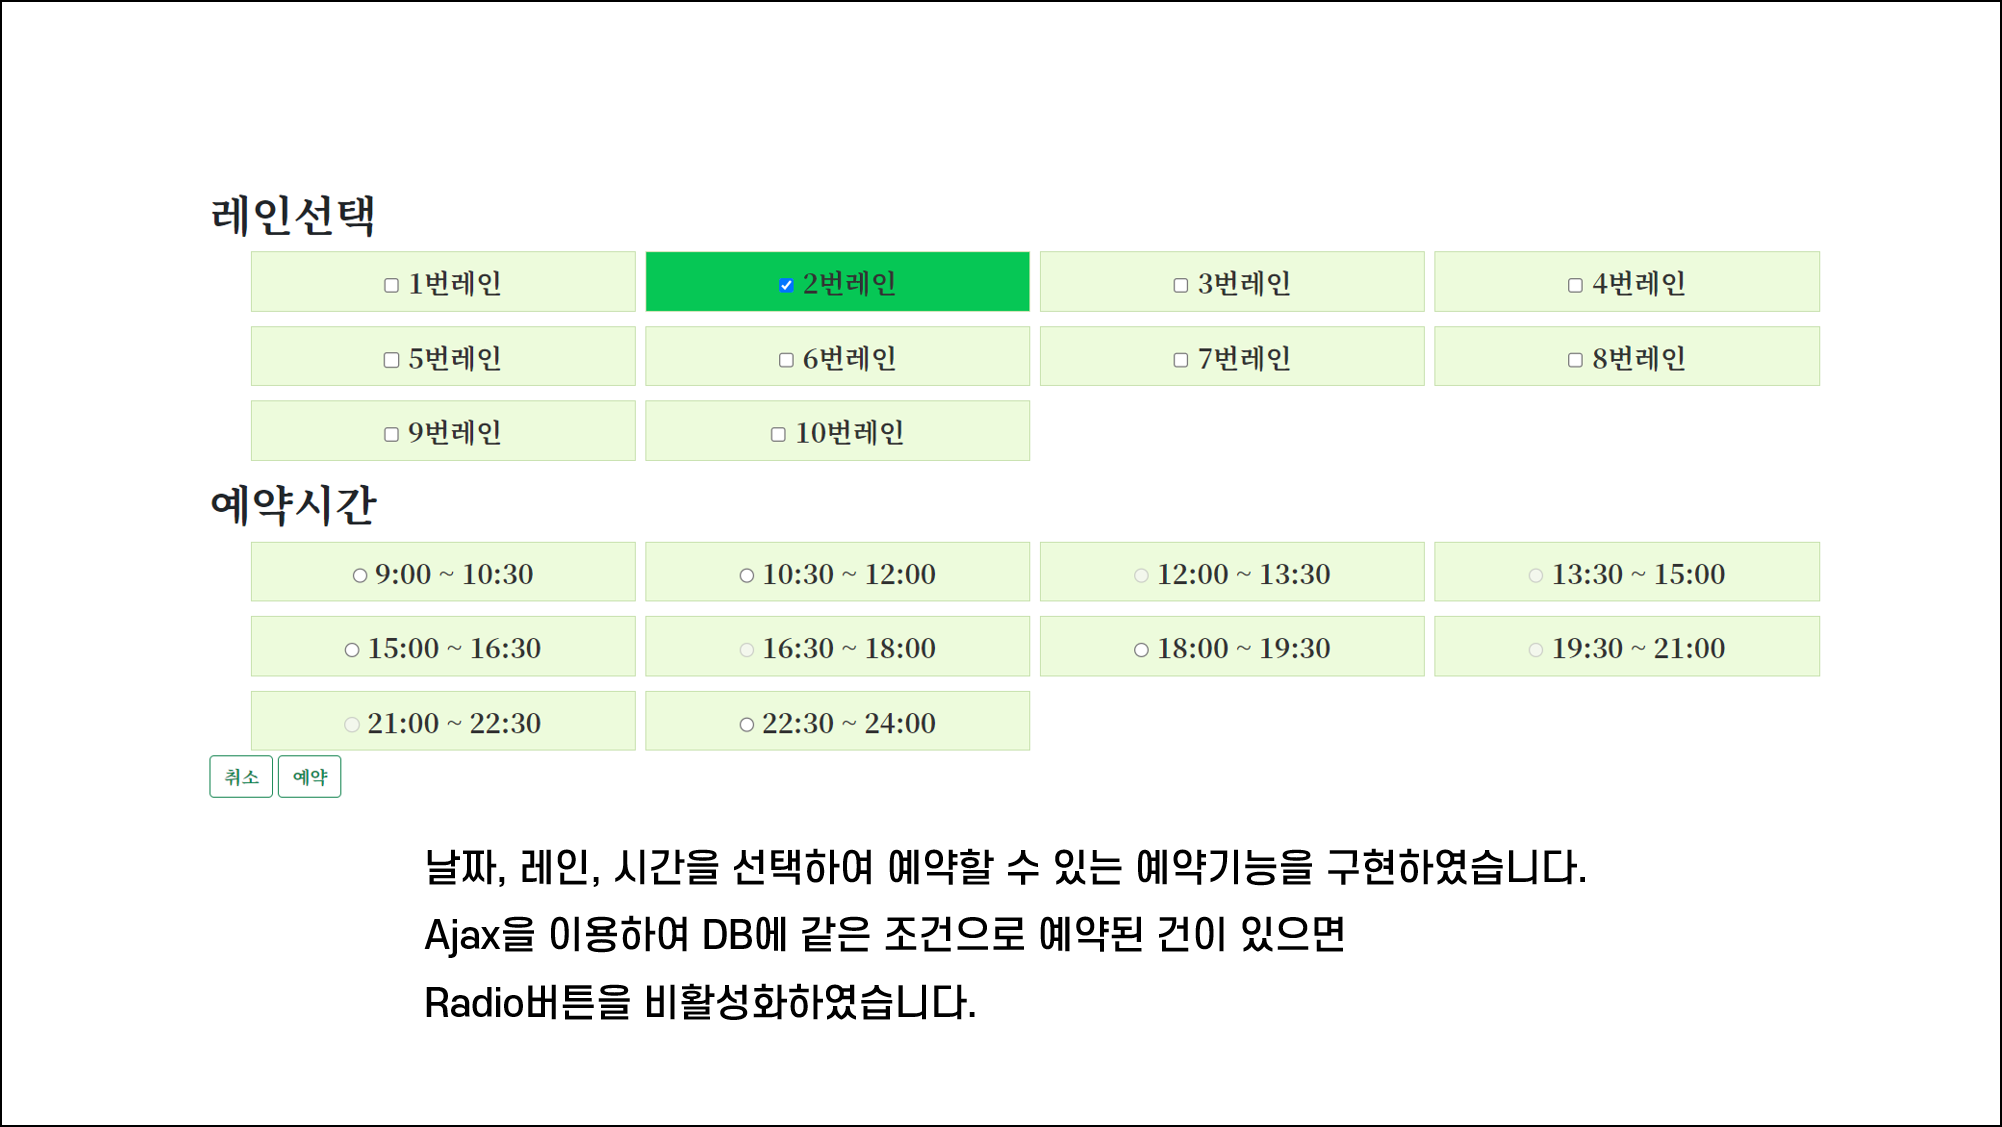 레인선택
1번레인 2번레인 3번레인 4번레인
5번레인 6번레인 7번레인 8번레인
9번레인 10번레인
예약시간
9:00 ~ 10:30 10:30 ~ 12:00 12:00 ~ 13:30 13:30 ~ 15:00
15:00 ~ 16:30 16:30 ~ 18:00 18:00 ~ 19:30 19:30 ~ 21:00
21:00 ~ 22:30 22:30 ~ 24:00
취소 예약
날짜, 레인, 시간을 선택하여 예약할 수 있는 예약기능을 구현하였습니다.
Ajax을 이용하여 DB에 같은 조건으로 예약된 건이 있으면
Radio버튼을 비활성화하였습니다.